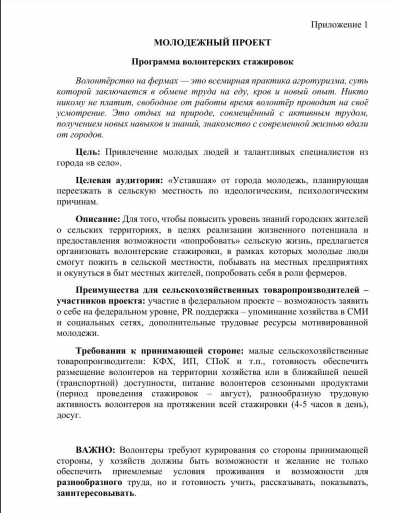 Приложение 1
МОЛОДЕЖНЫЙ ПРОЕКТ
Программа волонтерских стажировок
Волонтёрство на фермах — это всемирная практика агротуризма, суть
которой заключается в обмене труда на еду, кров и новый опыт. Никто
никому не платит, свободное от работы время волонтёр проводит на своё
усмотрение. Это отдых на природе, совмещённый с активным трудом,
получением новых навыков и знаний, знакомство с современной жизнью вдали
от городов.
Цель: Привлечение молодых людей и талантливых специалистов из
города «в село».
Целевая аудитория: «Уставшая» от города молодежь, планирующая
переезжать в сельскую местность по идеологическим, психологическим
причинам.
Описание: Для того, чтобы повысить уровень знаний городских жителей
о сельских территориях, в целях реализации жизненного потенциала и
предоставления возможности «попробовать» сельскую жизнь, предлагается
организовать волонтерские стажировки, в рамках которых молодые люди
смогут пожить в сельской местности, побывать на местных предприятиях
и окунуться в быт местных жителей, попробовать себя в роли фермеров.
Преимущества для сельскохозяйственных товаропроизводителей –
участников проекта: участие в федеральном проекте – возможность заявить
о себе на федеральном уровне, PR поддержка – упоминание хозяйства в СМИ
и социальных сетях, дополнительные трудовые ресурсы мотивированной
молодежи.
Требования к принимающей стороне: малые сельскохозяйственные
товаропроизводители: КФХ, ИП, СПоК и т.п., готовность обеспечить
размещение волонтеров на территории хозяйства или в ближайшей пешей
(транспортной) доступности, питание волонтеров сезонными продуктами
(период проведения стажировок – август), разнообразную трудовую
активность волонтеров на протяжении всей стажировки (4-5 часов в день),
досуг.
ВАЖНО: Волонтеры требуют курирования со стороны принимающей
стороны, у хозяйств должны быть возможности и желание не только
обеспечить приемлемые условия проживания и возможности для
разнообразного труда, но и готовность учить, рассказывать, показывать,
заинтересовывать.